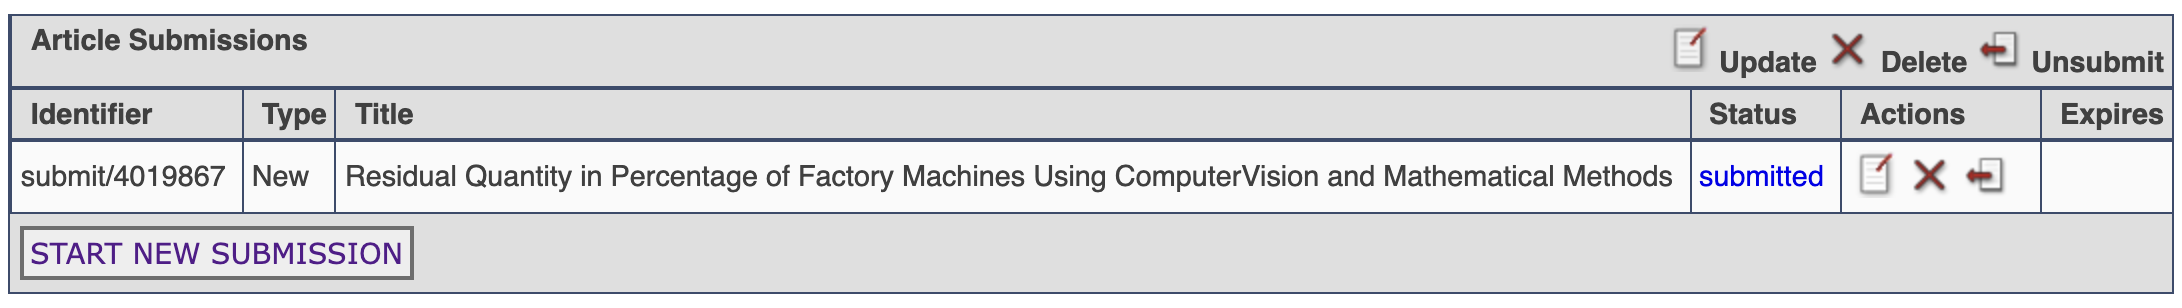 Article Submissions
Update Delete Unsubmit
Identifier Type Title Status Actions Expires
submit/4019867 New Residual Quantity in Percentage of Factory Machines Using ComputerVision and Mathematical Methods submitted
START NEW SUBMISSION